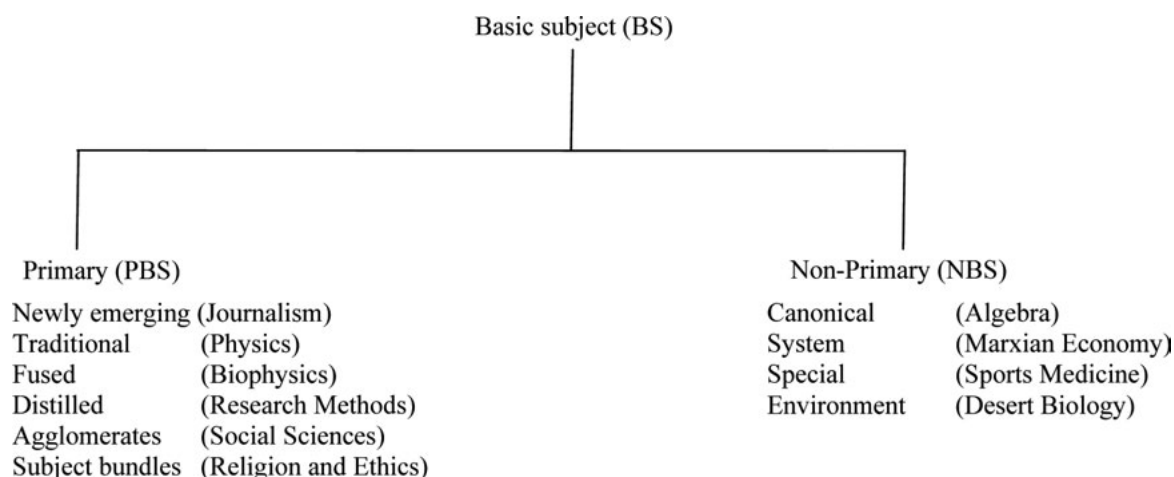 Basic subject (BS)
Primary (PBS)
Newly emerging (Journalism)
Traditional (Physics)
Fused (Biophysics)
Distilled (Research Methods)
Agglomerates (Social Sciences)
Subject bundles (Religion and Ethics)
Non-Primary (NBS)
Canonical (Algebra)
System (Marxian Economy)
Special (Sports Medicine)
Environment (Desert Biology)